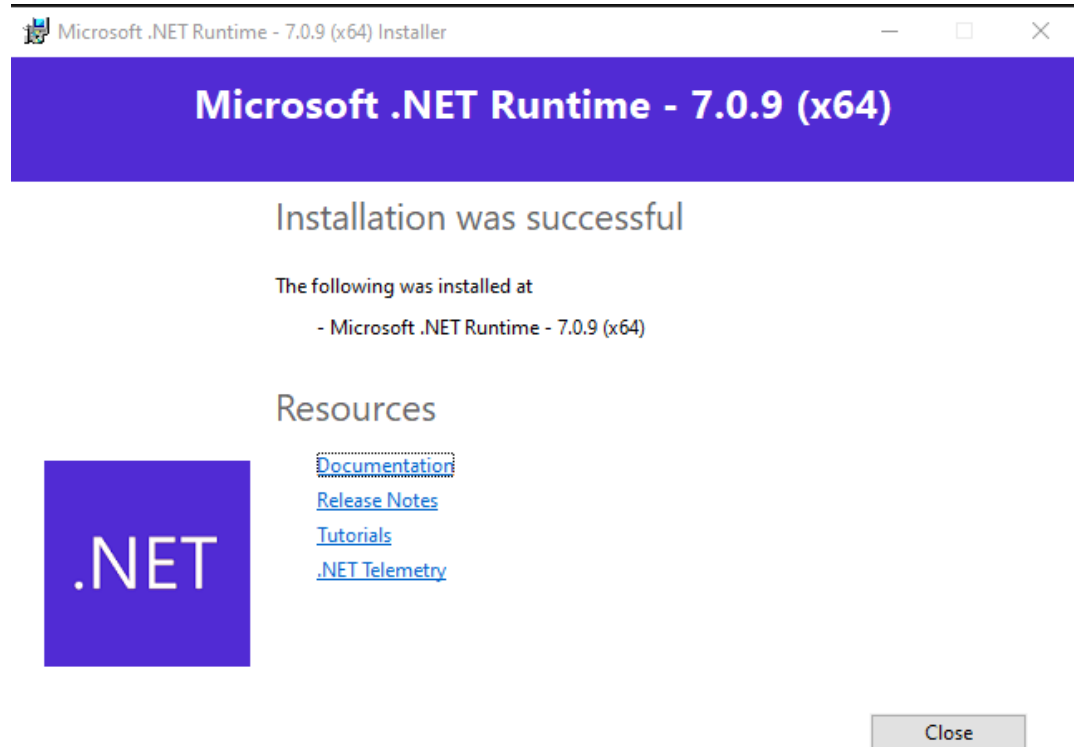 Microsoft .NET Runtime - 7.0.9 (x64) Installer
Microsoft .NET Runtime - 7.0.9 (x64)
Installation was successful
The following was installed at
- Microsoft .NET Runtime - 7.0.9 (x64)
Resources
Documentation
Release Notes
Tutorials
.NET Telemetry
.NET
Close